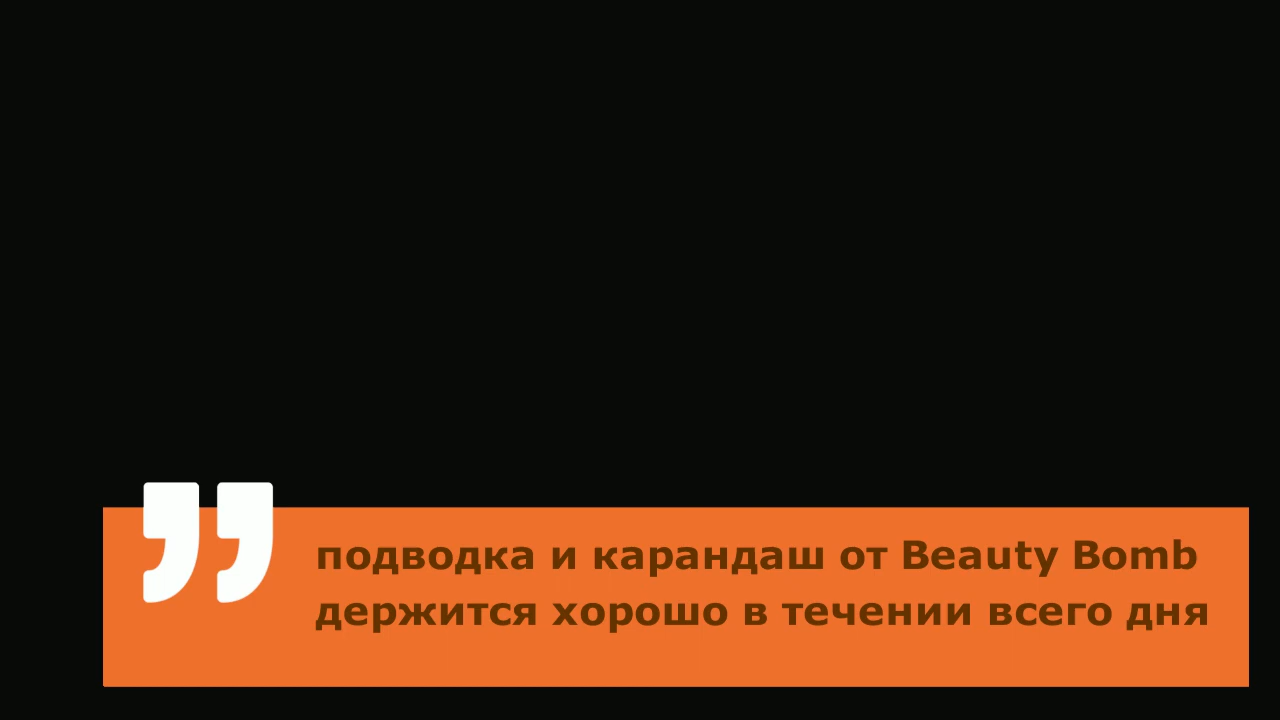 подводка и карандаш от Beauty Bomb
держится хорошо в течении всего дня